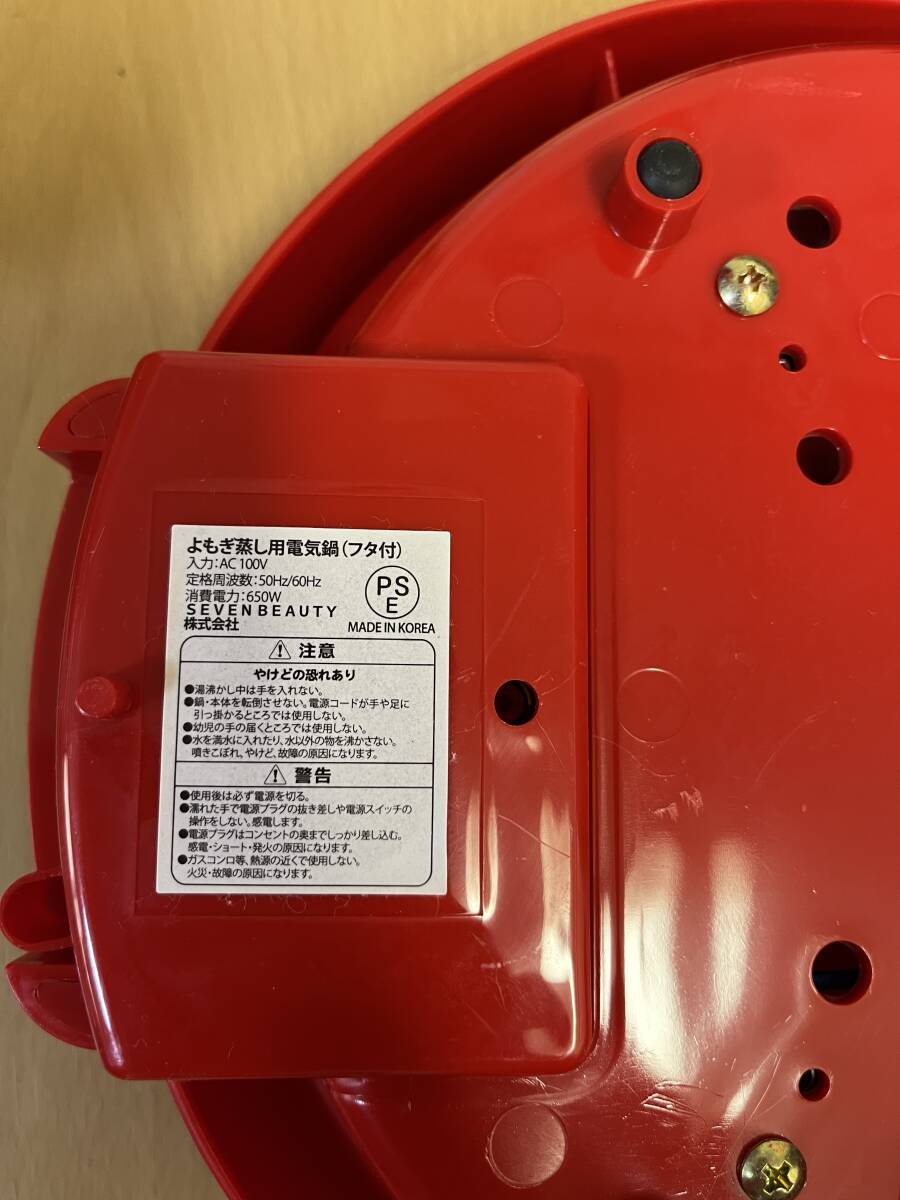 よもぎ蒸し用電気鍋(フタ付)
入力:AC 100V
定格周波数:50Hz/60Hz
消費電力:650W
SEVEN BEAUTY
株式会社
PSE
MADE IN KOREA
注意
やけどの恐れあり
●湯沸かし中は手を入れない。
●鍋・本体を転倒させない。電源コードが手や足に
引っ掛かるところでは使用しない。
●幼児の手の届くところでは使用しない。
●水を満水に入れたり、水以外の物を沸かさない。
噴きこぼれ、やけど、故障の原因になります。
警告
●使用後は必ず電源を切る。
●濡れた手で電源プラグの抜き差しや電源スイッチの
操作をしない。感電します。
●電源プラグはコンセントの奥までしっかり差し込む。
感電・ショート・発火の原因になります。
●ガスコンロ等、熱源の近くで使用しない。
火災・故障の原因になります。